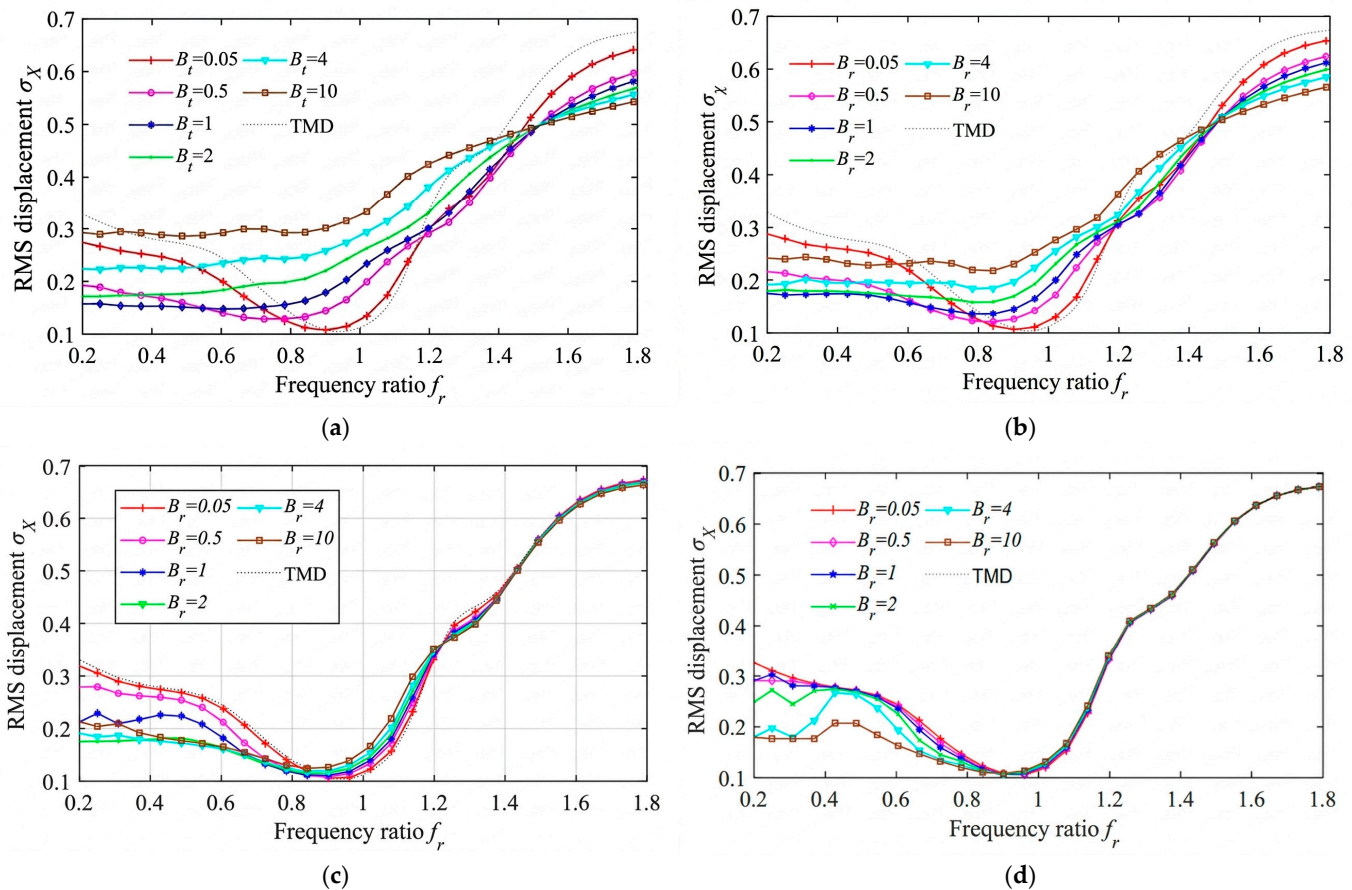 0.7
0.6
0.5
0.4
0.3
0.2
0.1
RMS displacement σX
Bt=0.05
Bt=4
Bt=0.5
Bt=10
Bt=1
TMD
Bt=2
0.2 0.4 0.6 0.8 1 1.2 1.4 1.6 1.8
Frequency ratio fr
(a)
0.7
0.6
0.5
0.4
0.3
0.2
0.1
RMS displacement σχ
Br=0.05
Br=4
Br=0.5
Br=10
Br=1
TMD
Br=2
0.2 0.4 0.6 0.8 1 1.2 1.4 1.6 1.8
Frequency ratio fr
(b)
0.7
0.6
0.5
0.4
0.3
0.2
0.1
RMS displacement σX
Br=0.05
Br=4
Br=0.5
Br=10
Br=1
TMD
Br=2
0.2 0.4 0.6 0.8 1 1.2 1.4 1.6 1.8
Frequency ratio fr
(c)
0.7
0.6
0.5
0.4
0.3
0.2
0.1
RMS displacement σX
Br=0.05
Br=4
Br=0.5
Br=10
Br=1
TMD
Br=2
0.2 0.4 0.6 0.8 1 1.2 1.4 1.6 1.8
Frequency ratio fr
(d)